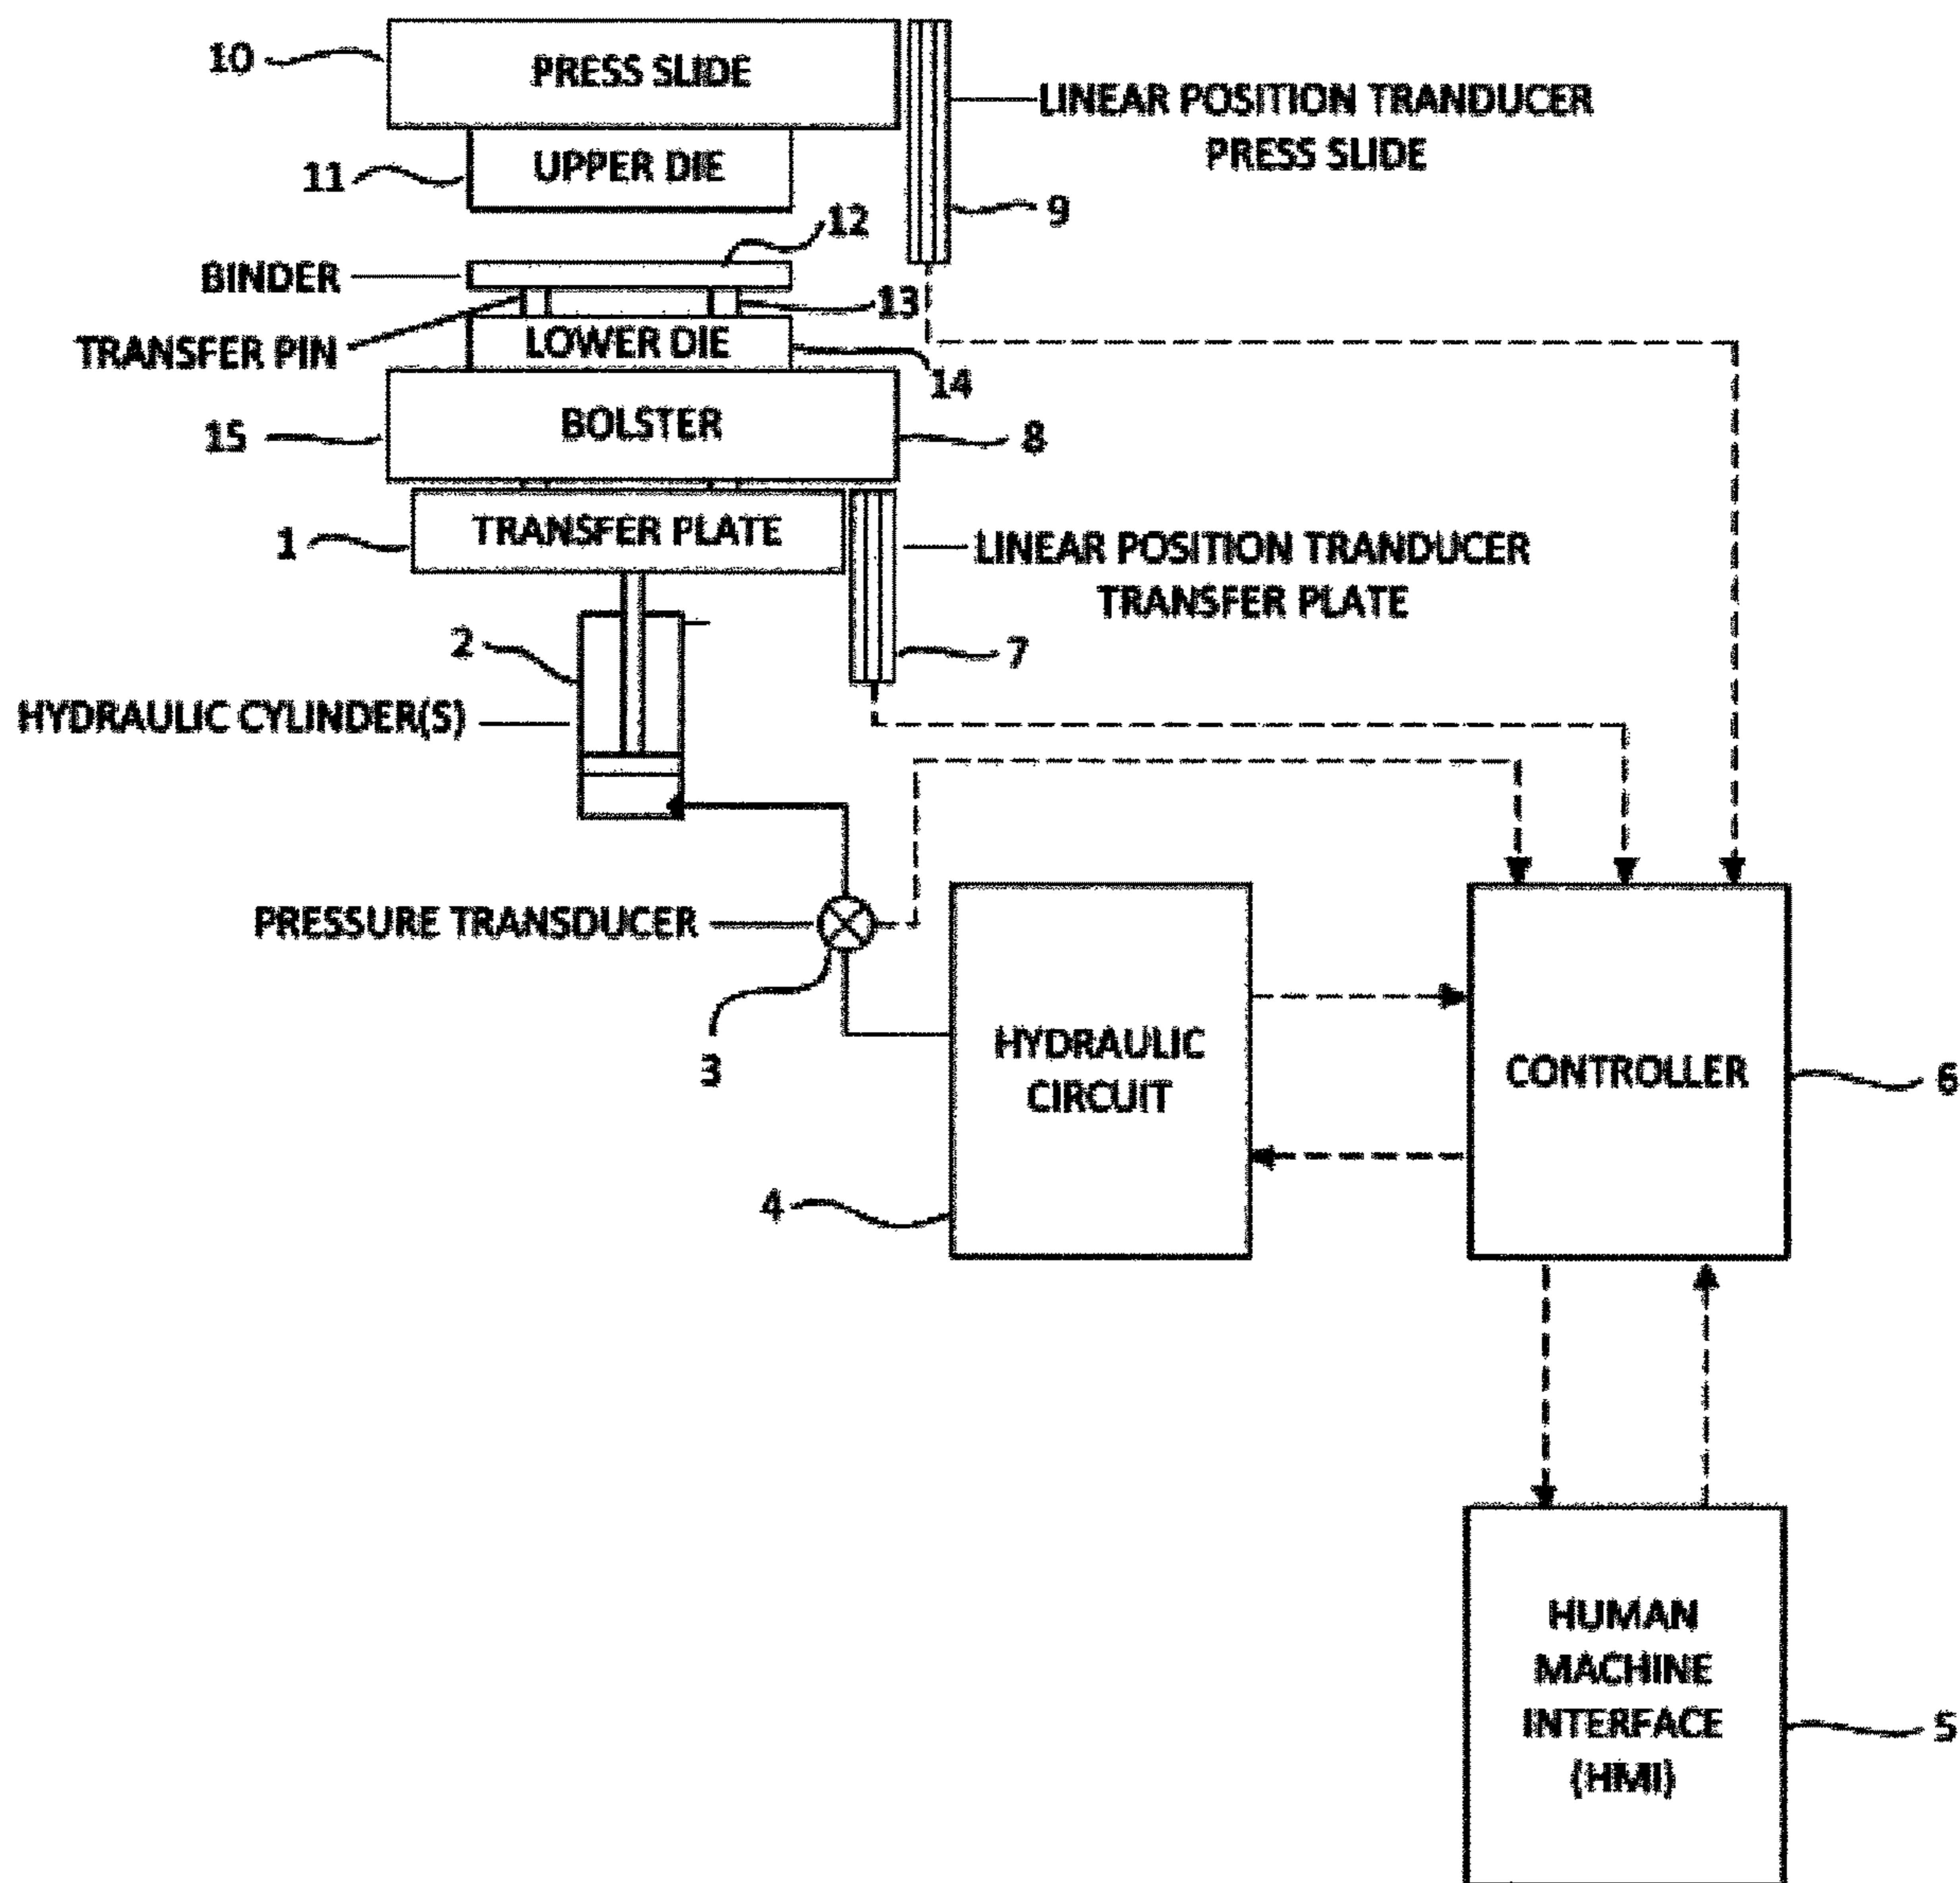 10
PRESS SLIDE
LINEAR POSITION TRANDUCER
PRESS SLIDE
11
UPPER DIE
9
12
BINDER
13
TRANSFER PIN
LOWER DIE
14
15
BOLSTER
8
1
TRANSFER PLATE
LINEAR POSITION TRANDUCER
TRANSFER PLATE
2
7
HYDRAULIC CYLINDER(S)
PRESSURE TRANSDUCER
3
HYDRAULIC
CIRCUIT
CONTROLLER
6
4
HUMAN
MACHINE
INTERFACE
(HMI)
5